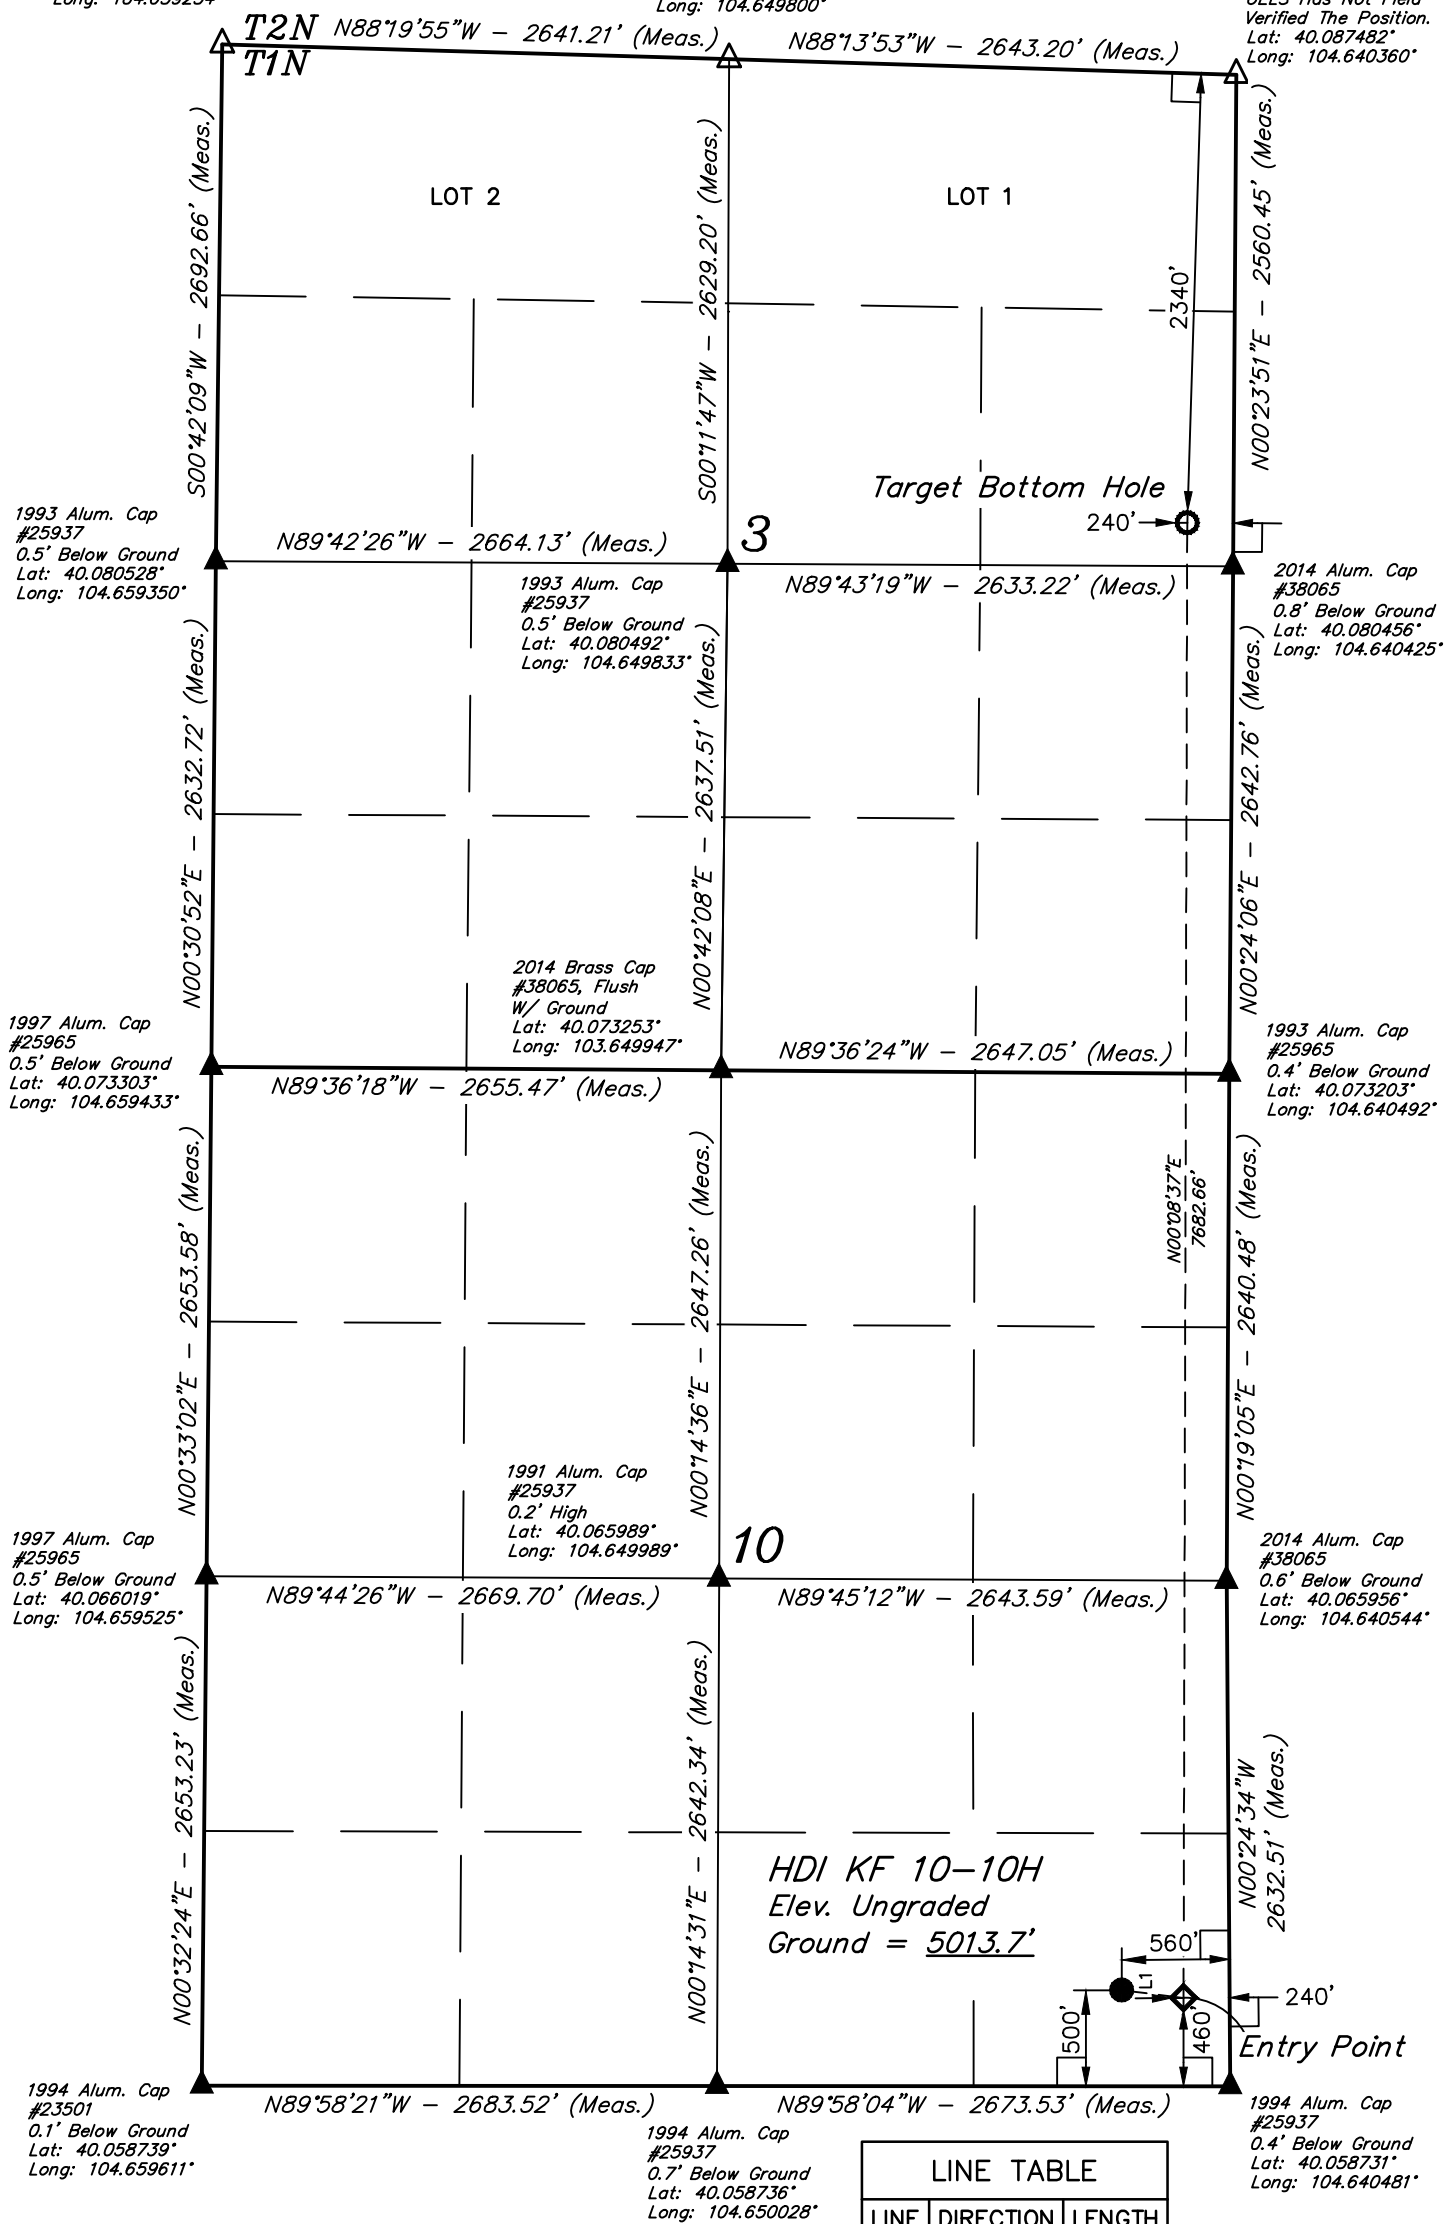 Long: 104.649800°
Verified The Position.
Lat: 40.087482°
Long: 104.640360°
T2N
T1N
N88°19'55"W - 2641.21' (Meas.)
N88°13'53"W - 2643.20' (Meas.)
S00°42'09"W - 2692.66' (Meas.)
LOT 2
S00°11'47"W - 2629.20' (Meas.)
LOT 1
2340'
N00°23'51"E - 2560.45' (Meas.)
Target Bottom Hole
240'
1993 Alum. Cap
#25937
0.5' Below Ground
Lat: 40.080528°
Long: 104.659350°
N89°42'26"W - 2664.13' (Meas.)
3
N89°43'19"W - 2633.22' (Meas.)
1993 Alum. Cap
#25937
0.5' Below Ground
Lat: 40.080492°
Long: 104.649833°
2014 Alum. Cap
#38065
0.8' Below Ground
Lat: 40.080456°
Long: 104.640425°
N00°30'52"E - 2632.72' (Meas.)
N00°42'08"E - 2637.51' (Meas.)
N00°24'06"E - 2642.76' (Meas.)
2014 Brass Cap
#38065, Flush
W/ Ground
Lat: 40.073253°
Long: 103.649947°
1997 Alum. Cap
#25965
0.5' Below Ground
Lat: 40.073303°
Long: 104.659433°
N89°36'18"W - 2655.47' (Meas.)
N89°36'24"W - 2647.05' (Meas.)
1993 Alum. Cap
#25965
0.4' Below Ground
Lat: 40.073203°
Long: 104.640492°
N00°33'02"E - 2653.58' (Meas.)
N00°14'36"E - 2647.26' (Meas.)
N00°08'37"E
7682.66'
N00°19'05"E - 2640.48' (Meas.)
1991 Alum. Cap
#25937
0.2' High
Lat: 40.065989°
Long: 104.649989°
10
1997 Alum. Cap
#25965
0.5' Below Ground
Lat: 40.066019°
Long: 104.659525°
N89°44'26"W - 2669.70' (Meas.)
N89°45'12"W - 2643.59' (Meas.)
2014 Alum. Cap
#38065
0.6' Below Ground
Lat: 40.065956°
Long: 104.640544°
N00°32'24"E - 2653.23' (Meas.)
N00°14'31"E - 2642.34' (Meas.)
N00°24'34"W
2632.51' (Meas.)
HDI KF 10-10H
Elev. Ungraded
Ground = 5013.7'
560'
L1
240'
500'
460'
Entry Point
N89°58'21"W - 2683.52' (Meas.)
N89°58'04"W - 2673.53' (Meas.)
1994 Alum. Cap
#23501
0.1' Below Ground
Lat: 40.058739°
Long: 104.659611°
1994 Alum. Cap
#25937
0.7' Below Ground
Lat: 40.058736°
Long: 104.650028°
1994 Alum. Cap
#25937
0.4' Below Ground
Lat: 40.058731°
Long: 104.640481°
LINE TABLE
LINE DIRECTION LENGTH